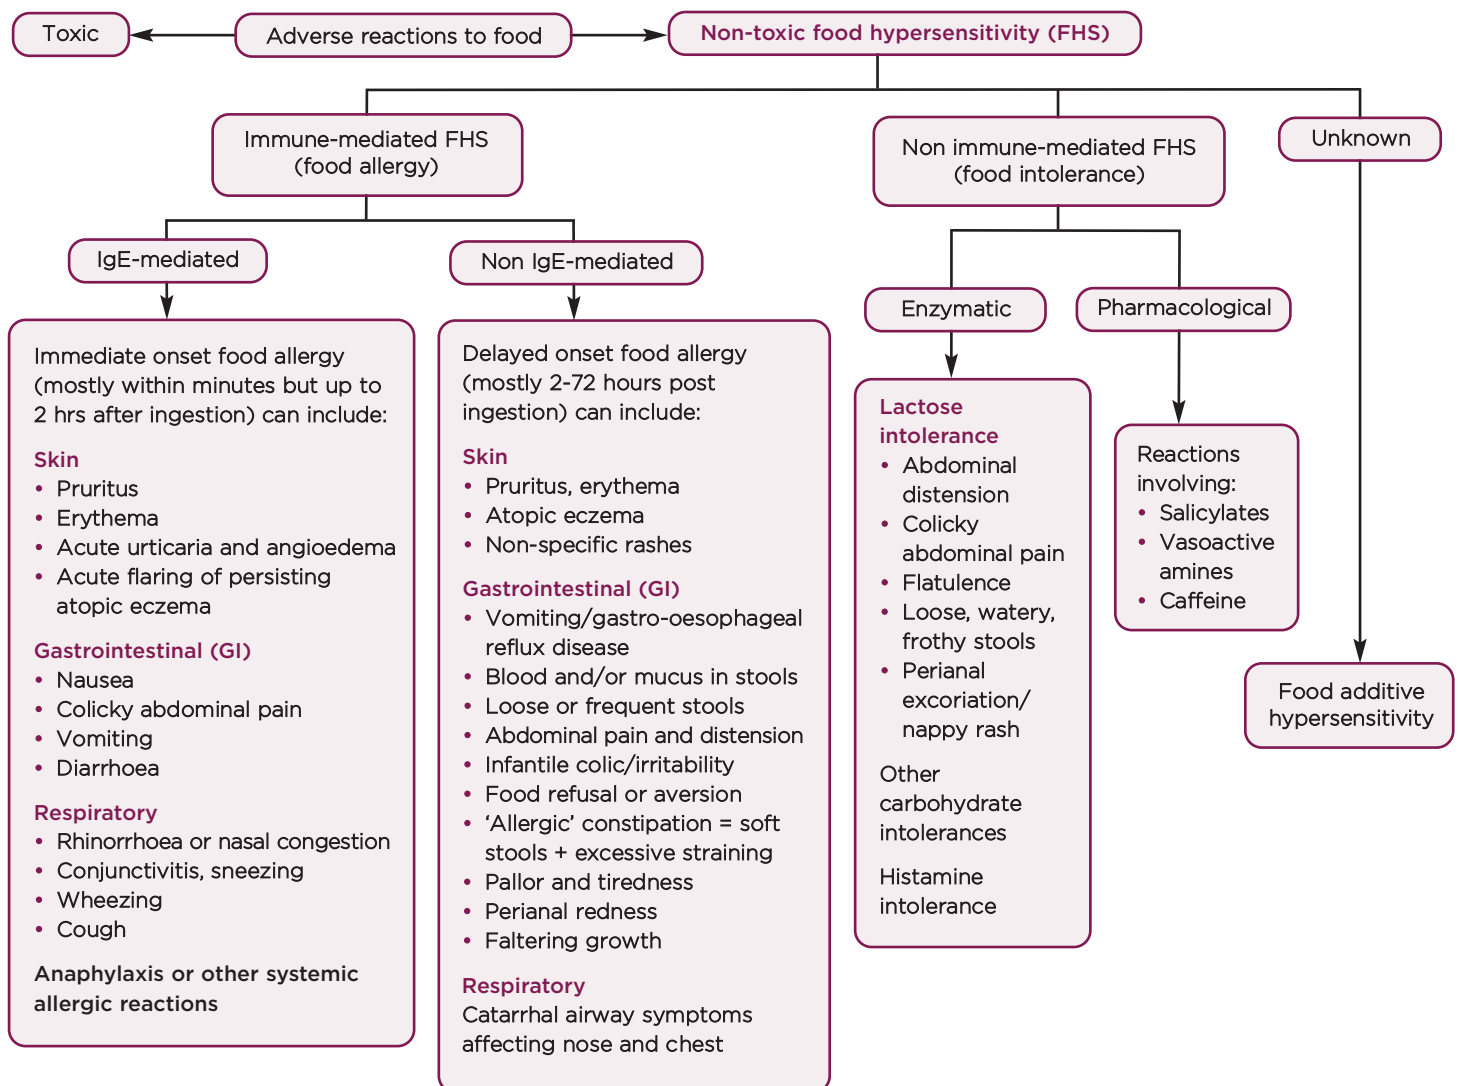 Toxic
Adverse reactions to food
Non-toxic food hypersensitivity (FHS)
Immune-mediated FHS
(food allergy)
Non immune-mediated FHS
(food intolerance)
Unknown
IgE-mediated
Non IgE-mediated
Enzymatic
Pharmacological
Immediate onset food allergy
(mostly within minutes but up to
2 hrs after ingestion) can include:
Skin
• Pruritus
• Erythema
• Acute urticaria and angioedema
• Acute flaring of persisting
atopic eczema
Gastrointestinal (GI)
• Nausea
• Colicky abdominal pain
• Vomiting
• Diarrhoea
Respiratory
• Rhinorrhoea or nasal congestion
• Conjunctivitis, sneezing
• Wheezing
• Cough
Anaphylaxis or other systemic
allergic reactions
Delayed onset food allergy
(mostly 2-72 hours post
ingestion) can include:
Skin
• Pruritus, erythema
• Atopic eczema
• Non-specific rashes
Gastrointestinal (GI)
• Vomiting/gastro-oesophageal
reflux disease
• Blood and/or mucus in stools
• Loose or frequent stools
• Abdominal pain and distension
• Infantile colic/irritability
• Food refusal or aversion
• ‘Allergic’ constipation = soft
stools + excessive straining
• Pallor and tiredness
• Perianal redness
• Faltering growth
Respiratory
Catarrhal airway symptoms
affecting nose and chest
Lactose
intolerance
• Abdominal
distension
• Colicky
abdominal pain
• Flatulence
• Loose, watery,
frothy stools
• Perianal
excoriation/
nappy rash
Other
carbohydrate
intolerances
Histamine
intolerance
Reactions
involving:
• Salicylates
• Vasoactive
amines
• Caffeine
Food additive
hypersensitivity